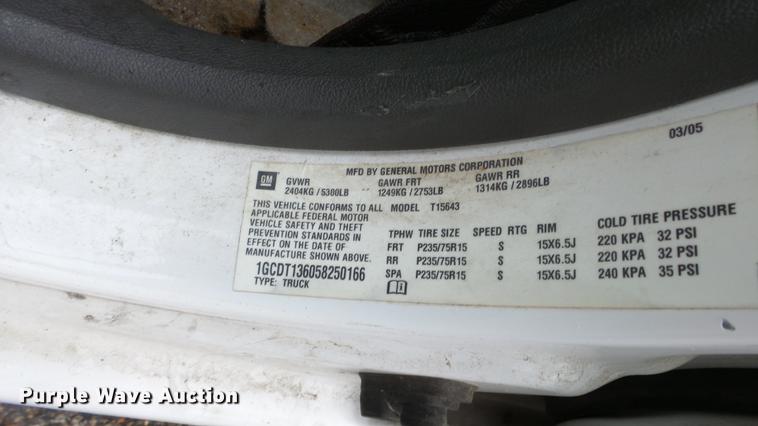 03/05
MFD BY GENERAL MOTORS CORPORATION
GM GVWR GAWR FRT GAWR RR
2404KG/5300LB 1249KG/2753LB 1314KG/2896LB
THIS VEHICLE CONFORMS TO ALL MODEL T15643
APPLICABLE FEDERAL MOTOR
VEHICLE SAFETY AND THEFT
PREVENTION STANDARDS IN
EFFECT ON THE DATE OF
MANUFACTURE SHOWN ABOVE.
1GCDT136058250166
TYPE: TRUCK
TPHW TIRE SIZE SPEED RTG RIM COLD TIRE PRESSURE
FRT P235/75R15 S 15X6.5J 220 KPA 32 PSI
RR P235/75R15 S 15X6.5J 220 KPA 32 PSI
SPA P235/75R15 S 15X6.5J 240 KPA 35 PSI
Purple Wave Auction